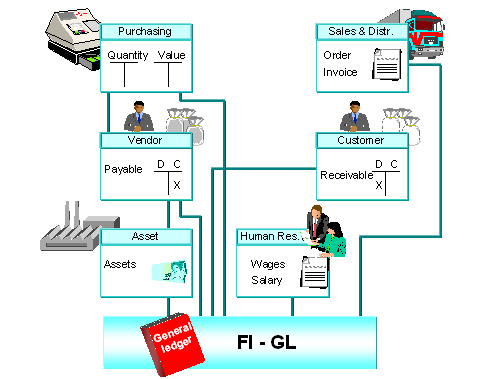 Purchasing
Quantity Value
Sales & Distr.
Order
Invoice
Vendor
D C
Payable
X
Customer
D C
Receivable
X
Asset
Assets
Human Res.
Wages
Salary
General
ledger
FI - GL